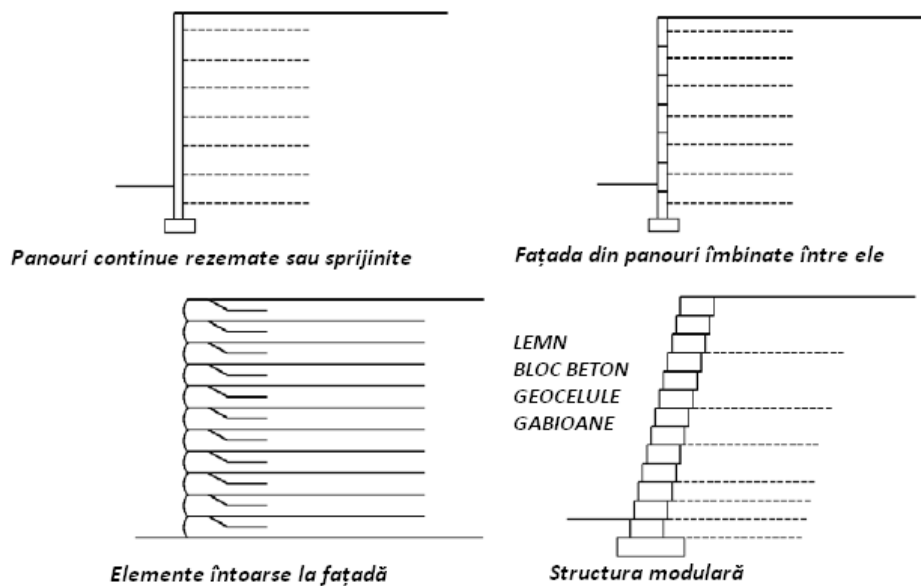 Panouri continue rezemate sau sprijinite
Fațada din panouri îmbinate între ele
LEMN
BLOC BETON
GEOCELULE
GABIOANE
Elemente întoarse la fațadă
Structura modulară